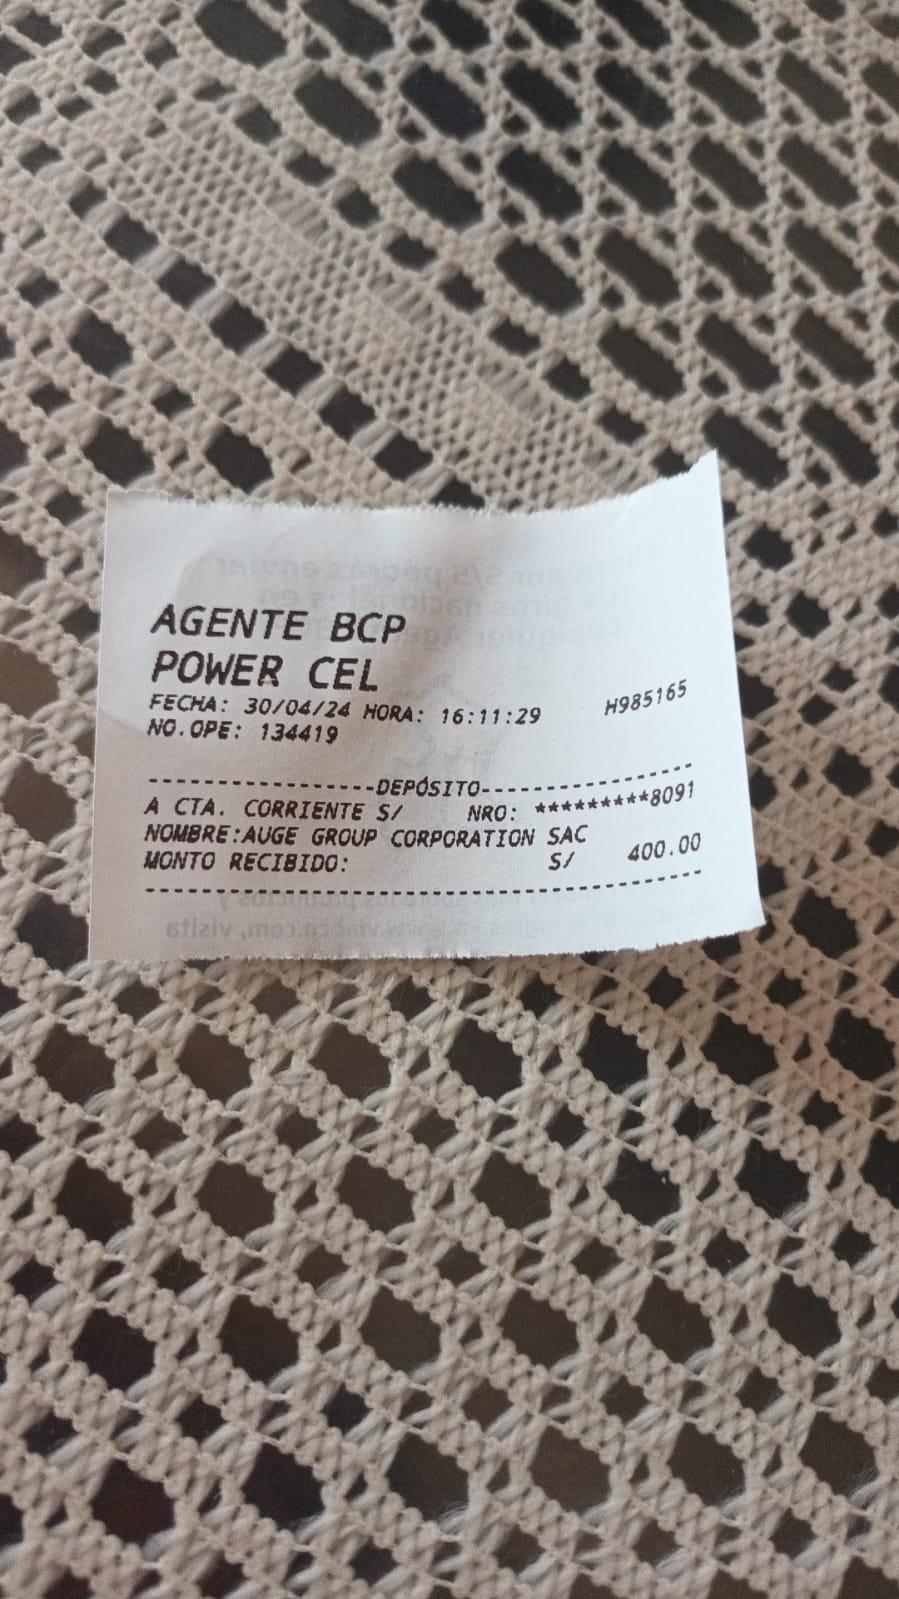 AGENTE BCP
POWER CEL
FECHA: 30/04/24 HORA: 16:11:29 H985165
NO.OPE: 134419
----------------DEPÓSITO----------------
A CTA. CORRIENTE S/ NRO: *********8091
NOMBRE:AUGE GROUP CORPORATION SAC
MONTO RECIBIDO: S/ 400.00
----------------------------------------